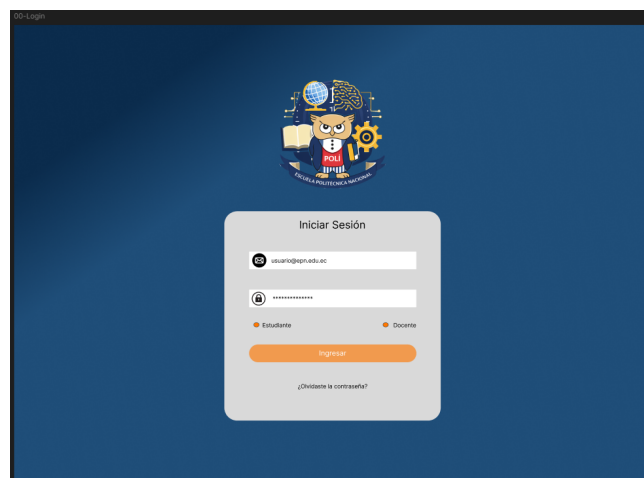 00-Login
POLI
ESCUELA POLITÉCNICA NACIONAL
Iniciar Sesión
usuario@epn.edu.ec
**************
Estudiante
Docente
Ingresar
¿Olvidaste la contraseña?